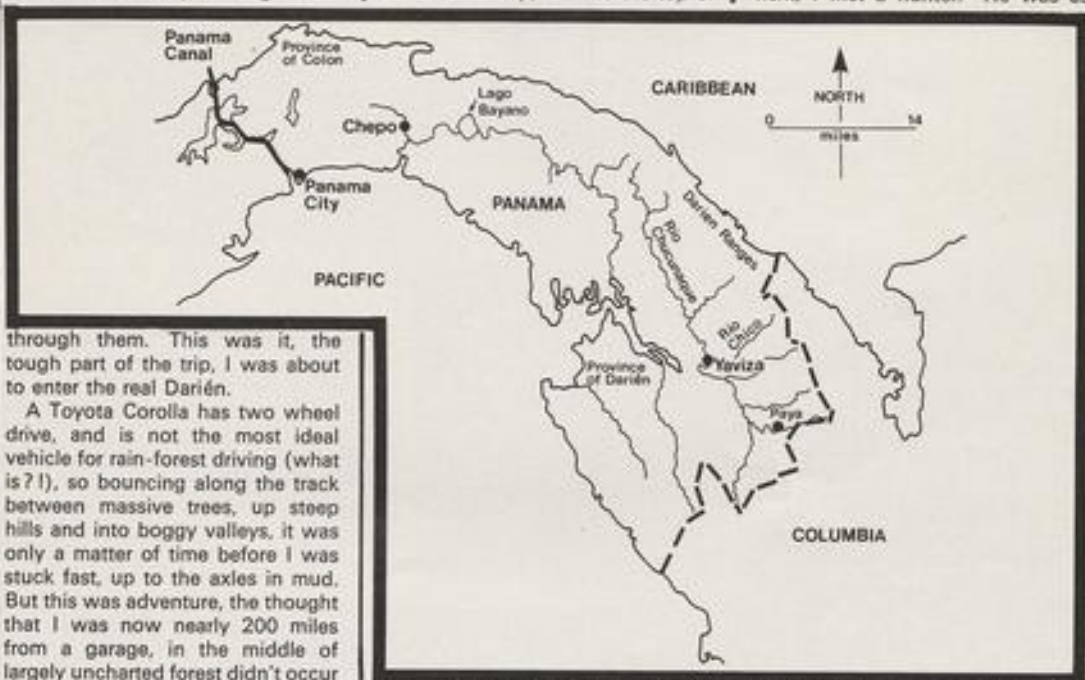 Panama
Canal
Province
of Colon
CARIBBEAN
NORTH
0 14
miles
Lago
Bayano
Chepo
Panama
City
PANAMA
Darien Ranges
Rio
Chucunaque
PACIFIC
Rio
Chico
Yaviza
Province
of Darién
Paya
COLUMBIA
through them. This was it, the
tough part of the trip, I was about
to enter the real Darién.
A Toyota Corolla has two wheel
drive, and is not the most ideal
vehicle for rain-forest driving (what
is?!), so bouncing along the track
between massive trees, up steep
hills and into boggy valleys, it was
only a matter of time before I was
stuck fast, up to the axles in mud.
But this was adventure, the thought
that I was now nearly 200 miles
from a garage, in the middle of
largely uncharted forest didn't occur